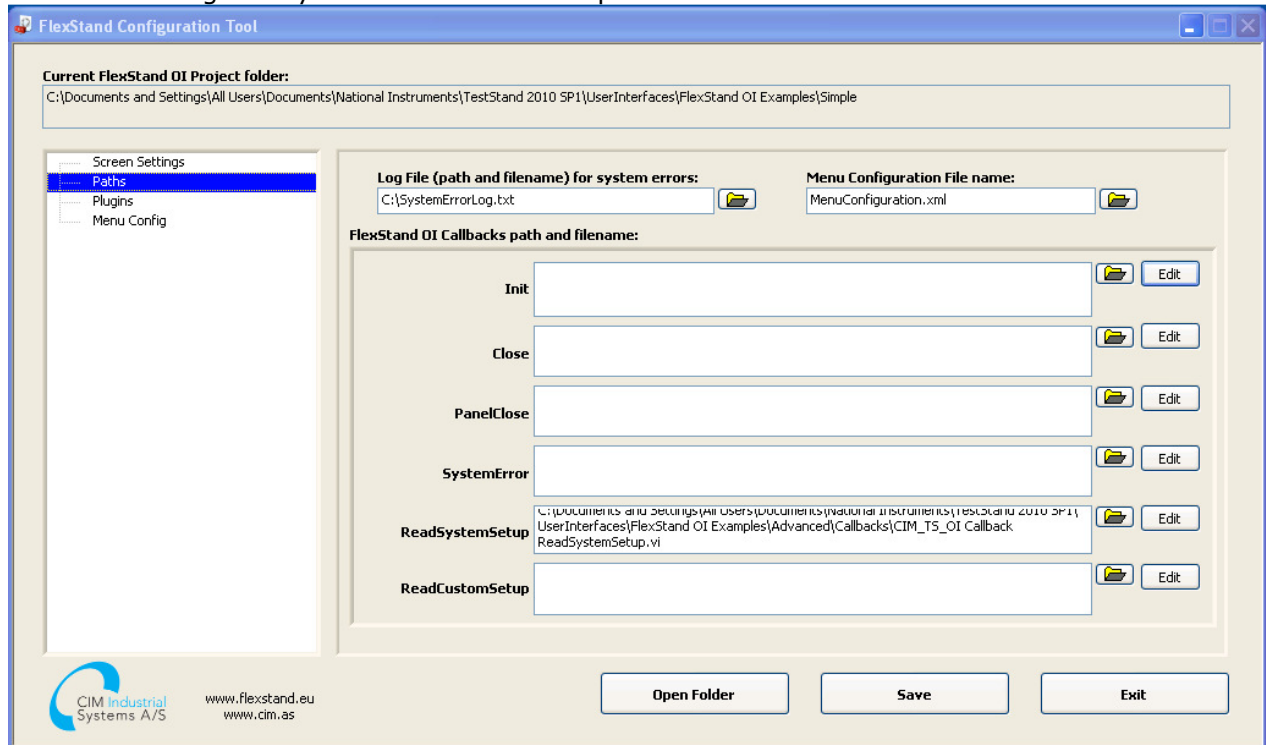 FlexStand Configuration Tool
Current FlexStand OI Project folder:
C:\Documents and Settings\All Users\Documents\National Instruments\TestStand 2010 SP1\UserInterfaces\FlexStand OI Examples\Simple
Screen Settings
Paths
Plugins
Menu Config
Log File (path and filename) for system errors:
C:\SystemErrorLog.txt
Menu Configuration File name:
MenuConfiguration.xml
FlexStand OI Callbacks path and filename:
Init
Edit
Close
Edit
PanelClose
Edit
SystemError
Edit
ReadSystemSetup
C:\Documents and Settings\All Users\Documents\National Instruments\TestStand 2010 SP1\
UserInterfaces\FlexStand OI Examples\Advanced\Callbacks\CIM_TS_OI Callback
ReadSystemSetup.vi
Edit
ReadCustomSetup
Edit
CIM Industrial
Systems A/S
www.flexstand.eu
www.cim.as
Open Folder
Save
Exit